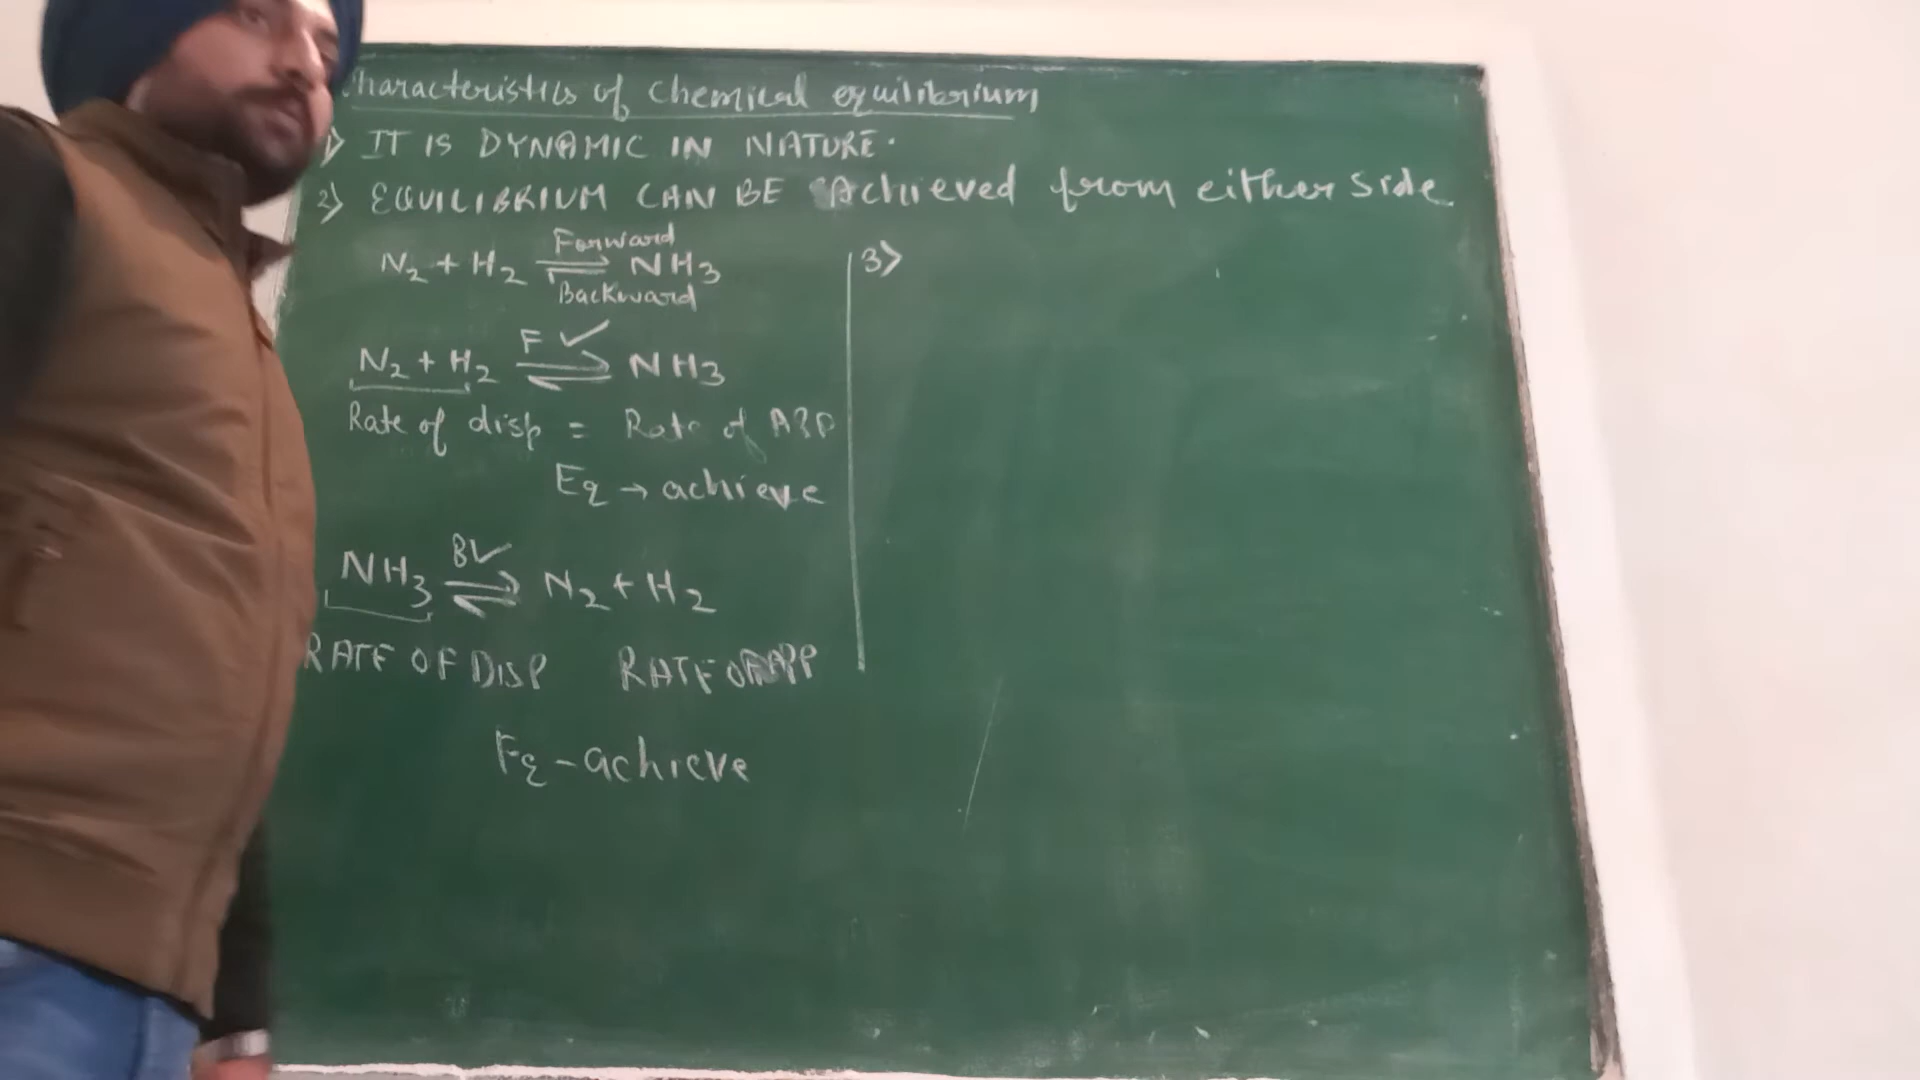 Characteristics of chemical equilibrium
1) IT IS DYNAMIC IN NATURE.
2) EQUILIBRIUM CAN BE Achieved from either side
Forward
N2 + H2 ⇌ NH3
Backward
F ✓
N2 + H2 ⇌ NH3
Rate of disp = Rate of APP
Eq → achieve
B ✓
NH3 ⇌ N2 + H2
RATE OF DISP RATE OF APP
Eq - achieve
3)